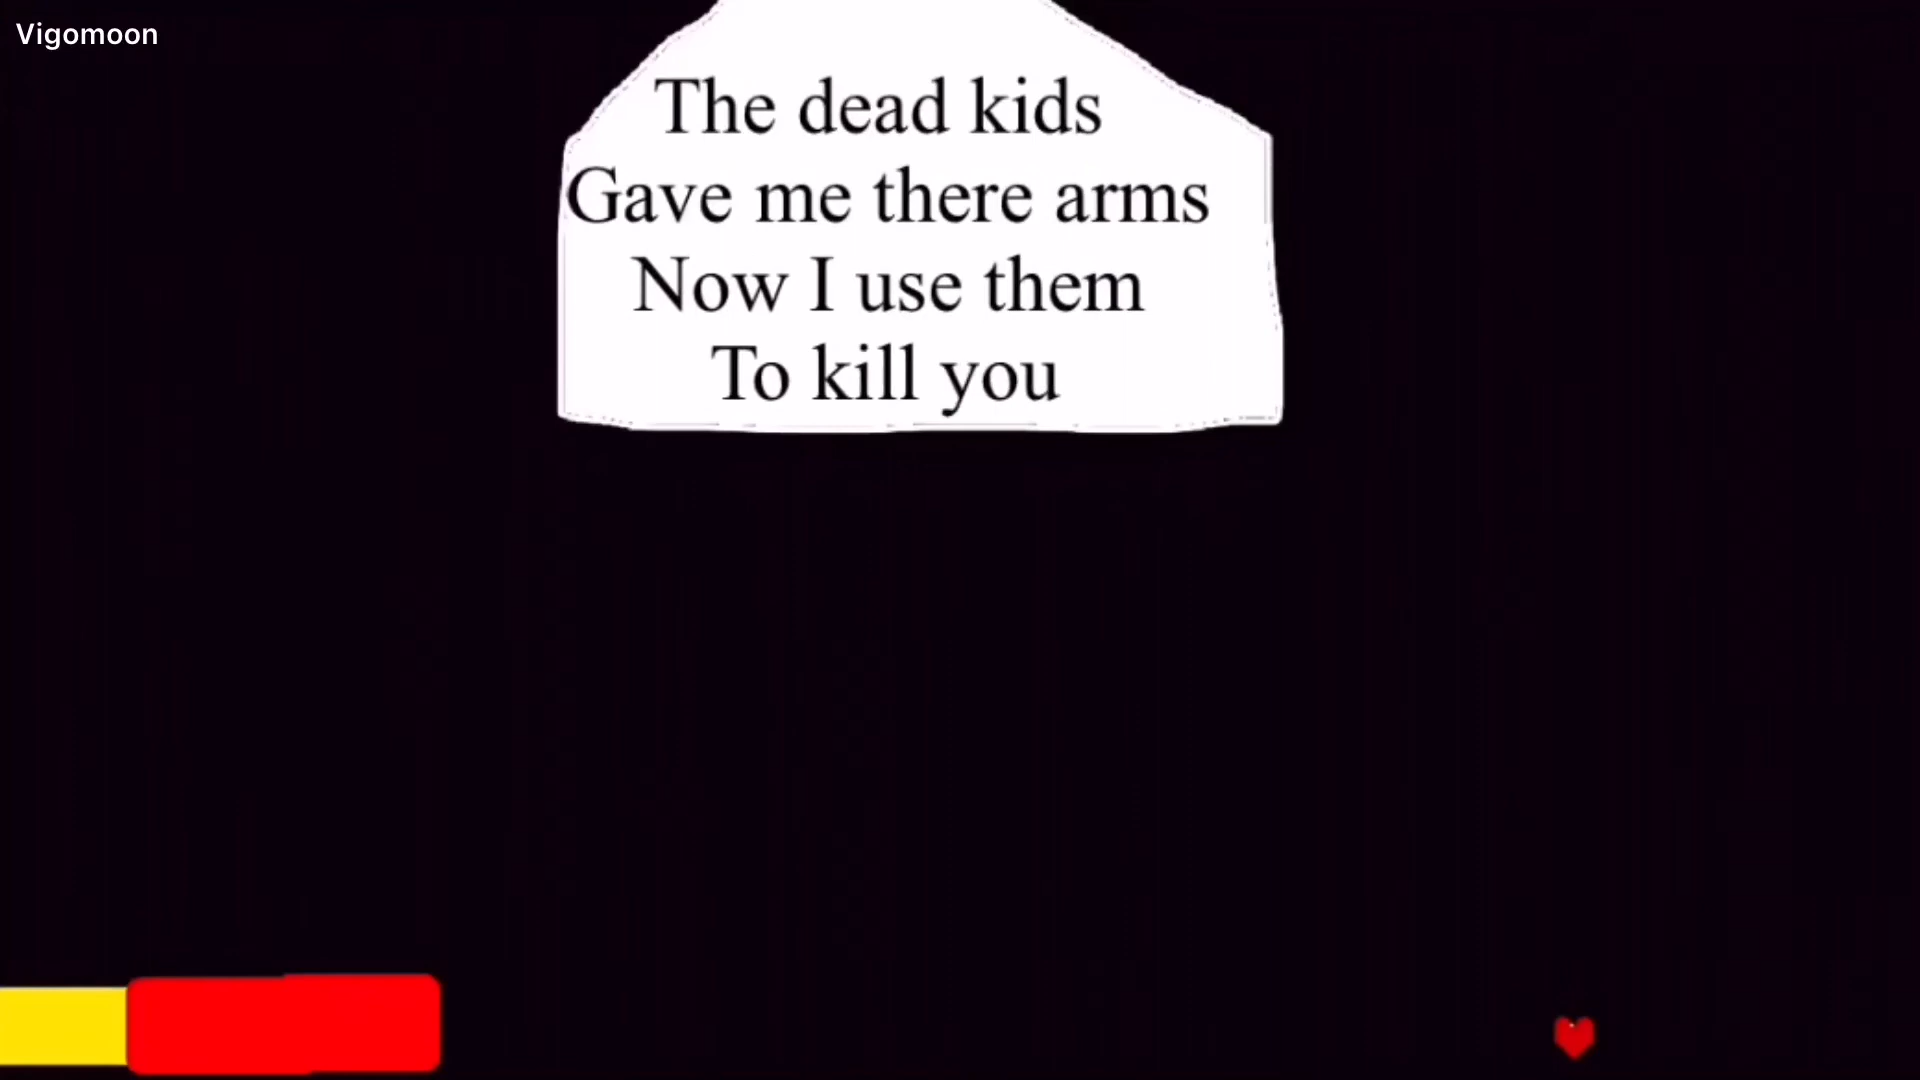 Vigomoon
The dead kids
Gave me there arms
Now I use them
To kill you